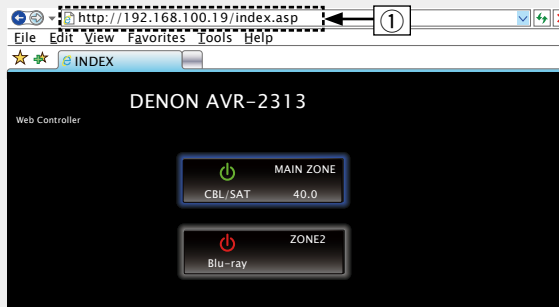 http://192.168.100.19/index.asp
①
File Edit View Favorites Tools Help
INDEX
DENON AVR-2313
Web Controller
MAIN ZONE
CBL/SAT 40.0
ZONE2
Blu-ray